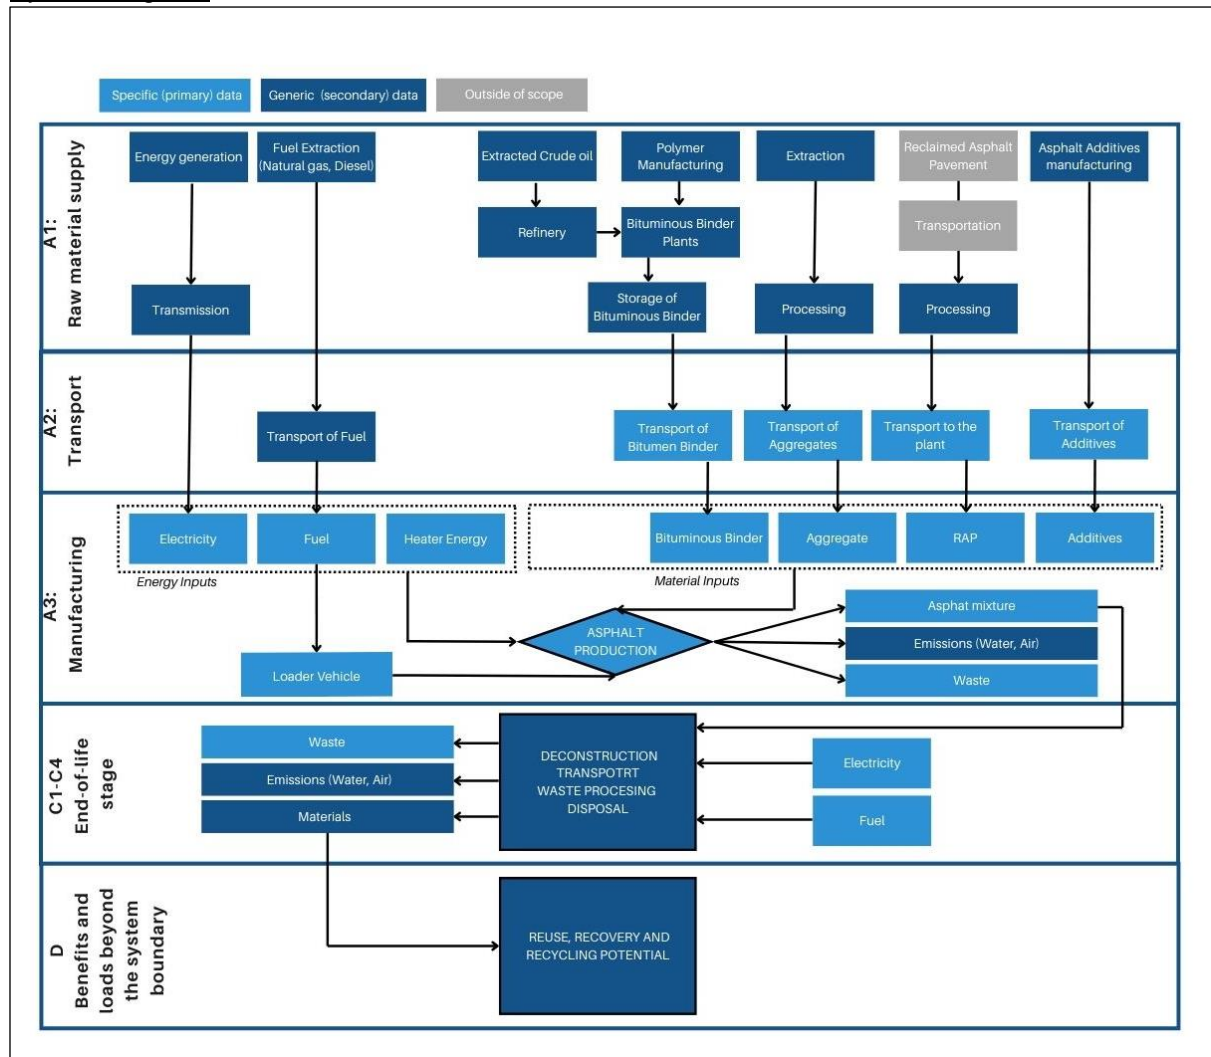 Specific (primary) data
Generic (secondary) data
Outside of scope
A1:
Raw material supply
Energy generation
Fuel Extraction
(Natural gas, Diesel)
Extracted Crude oil
Polymer
Manufacturing
Extraction
Reclaimed Asphalt
Pavement
Asphalt Additives
manufacturing
Refinery
Bituminous Binder
Plants
Transportation
Transmission
Storage of
Bituminous Binder
Processing
Processing
A2:
Transport
Transport of Fuel
Transport of
Bitumen Binder
Transport of
Aggregates
Transport to the
plant
Transport of
Additives
A3:
Manufacturing
Electricity
Fuel
Heater Energy
Energy Inputs
Bituminous Binder
Aggregate
RAP
Additives
Material Inputs
ASPHALT
PRODUCTION
Loader Vehicle
Asphat mixture
Emissions (Water, Air)
Waste
C1-C4
End-of-life
stage
Waste
Emissions (Water, Air)
Materials
DECONSTRUCTION
TRANSPOTRT
WASTE PROCESING
DISPOSAL
Electricity
Fuel
D
Benefits and
loads beyond
the system
boundary
REUSE, RECOVERY AND
RECYCLING POTENTIAL